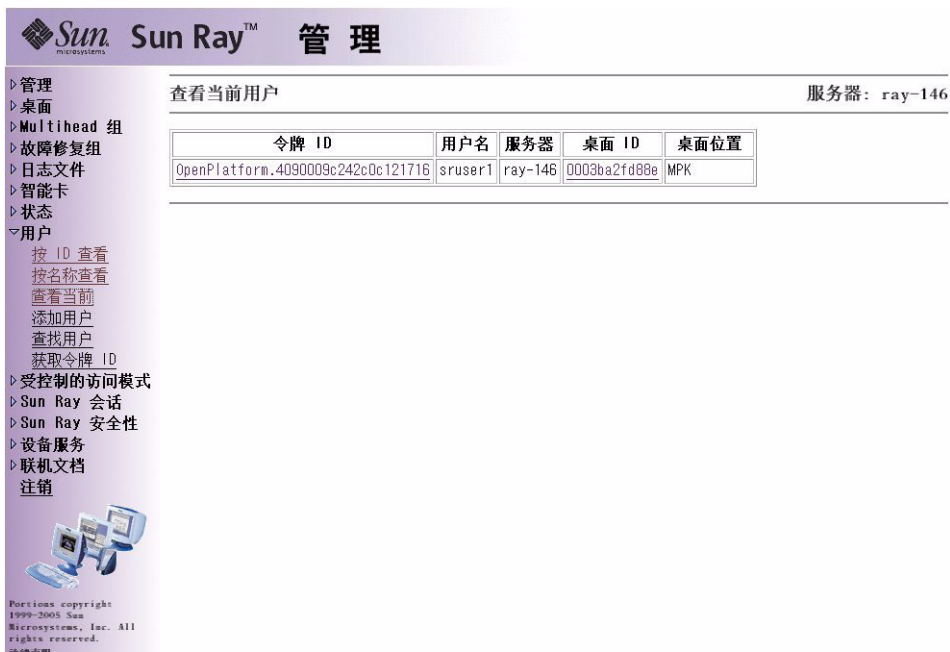 Sun microsystems Sun Ray™ 管 理
▷管理
▷桌面
▷Multihead 组
▷故障修复组
▷日志文件
▷智能卡
▷状态
▽用户
按 ID 查看
按名称查看
查看当前
添加用户
查找用户
获取令牌 ID
▷受控制的访问模式
▷Sun Ray 会话
▷Sun Ray 安全性
▷设备服务
▷联机文档
注销
Portions copyright
1999-2005 Sun
Microsystems, Inc. All
rights reserved.
查看当前用户 服务器: ray-146
令牌 ID 用户名 服务器 桌面 ID 桌面位置
OpenPlatform.4090009c242c0c121716 sruser1 ray-146 0003ba2fd88e MPK